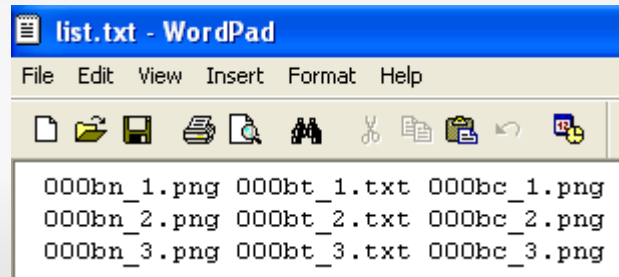 list.txt - WordPad
File Edit View Insert Format Help
000bn_1.png 000bt_1.txt 000bc_1.png
000bn_2.png 000bt_2.txt 000bc_2.png
000bn_3.png 000bt_3.txt 000bc_3.png